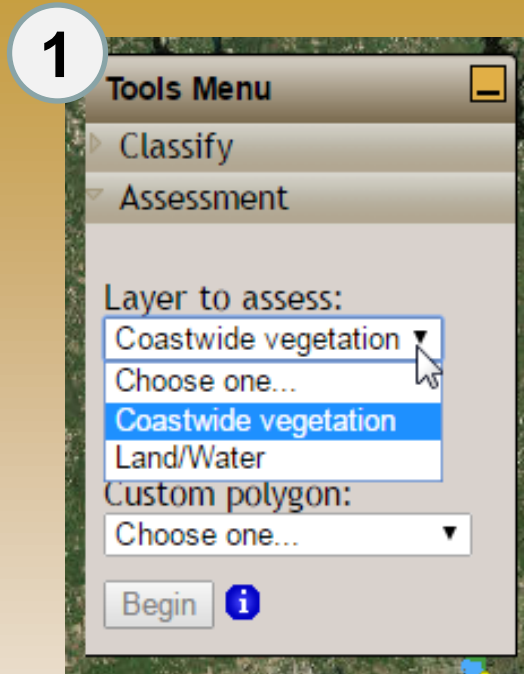 1
Tools Menu
Classify
Assessment
Layer to assess:
Coastwide vegetation
Choose one...
Coastwide vegetation
Land/Water
Custom polygon:
Choose one...
Begin i